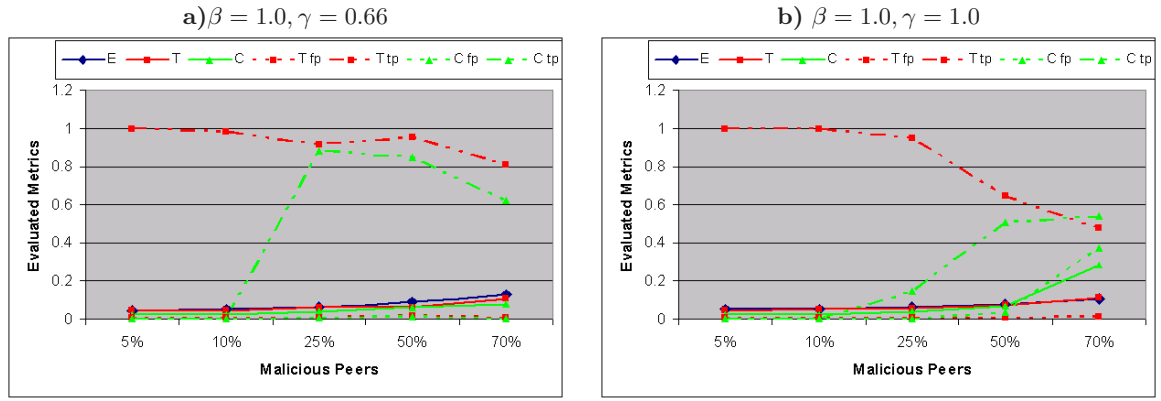 a)β = 1.0, γ = 0.66
E T C T fp T tp C fp C tp
1.2
1
0.8
0.6
0.4
0.2
0
Evaluated Metrics
5% 10% 25% 50% 70%
Malicious Peers
b) β = 1.0, γ = 1.0
E T C T fp T tp C fp C tp
1.2
1
0.8
0.6
0.4
0.2
0
Evaluated Metrics
5% 10% 25% 50% 70%
Malicious Peers